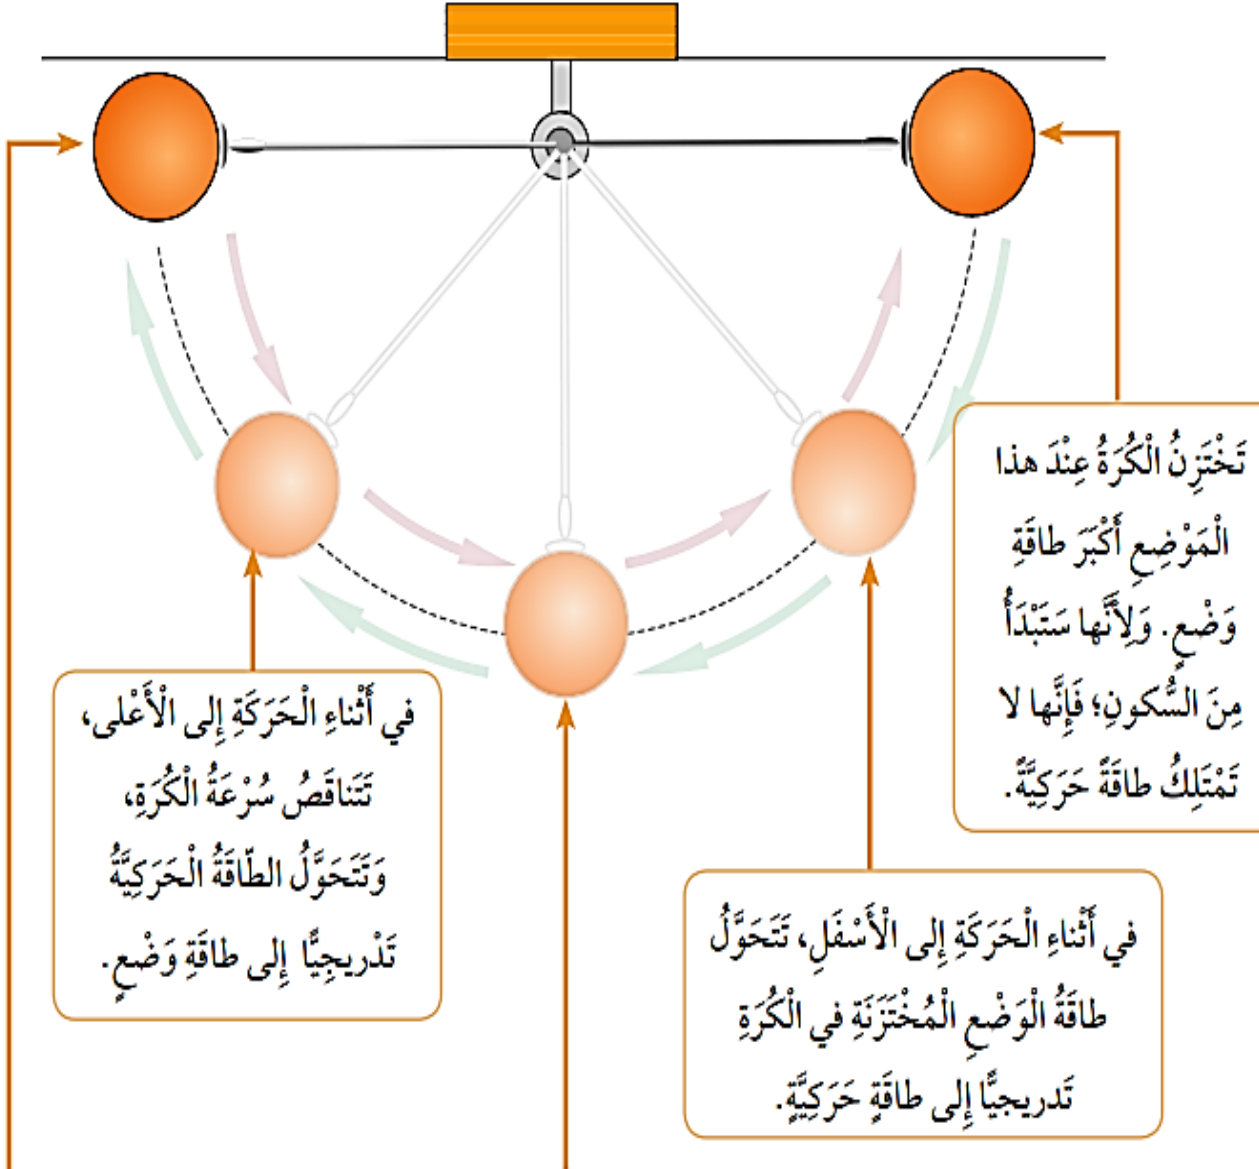 تَخْتَزِنُ الْكُرَةُ عِنْدَ هذا
الْمَوْضِعِ أَكْبَرَ طاقَةِ
وَضْعٍ. وَلِأَنَّها سَتَبْدَأُ
مِنَ السُّكونِ؛ فَإِنَّها لا
تَمْتَلِكُ طاقَةً حَرَكِيَّةً.
في أَثْناءِ الْحَرَكَةِ إِلى الْأَسْفَلِ، تَتَحَوَّلُ
طاقَةُ الْوَضْعِ الْمُخْتَزَنَةِ في الْكُرَةِ
تَدريجيًّا إِلى طاقَةٍ حَرَكِيَّةٍ.
في أَثْناءِ الْحَرَكَةِ إِلى الْأَعْلى،
تَتَناقَصُ سُرْعَةُ الْكُرَةِ،
وَتَتَحَوَّلُ الطّاقَةُ الْحَرَكِيَّةُ
تَدْريجِيًّا إِلى طاقَةِ وَضْعٍ.